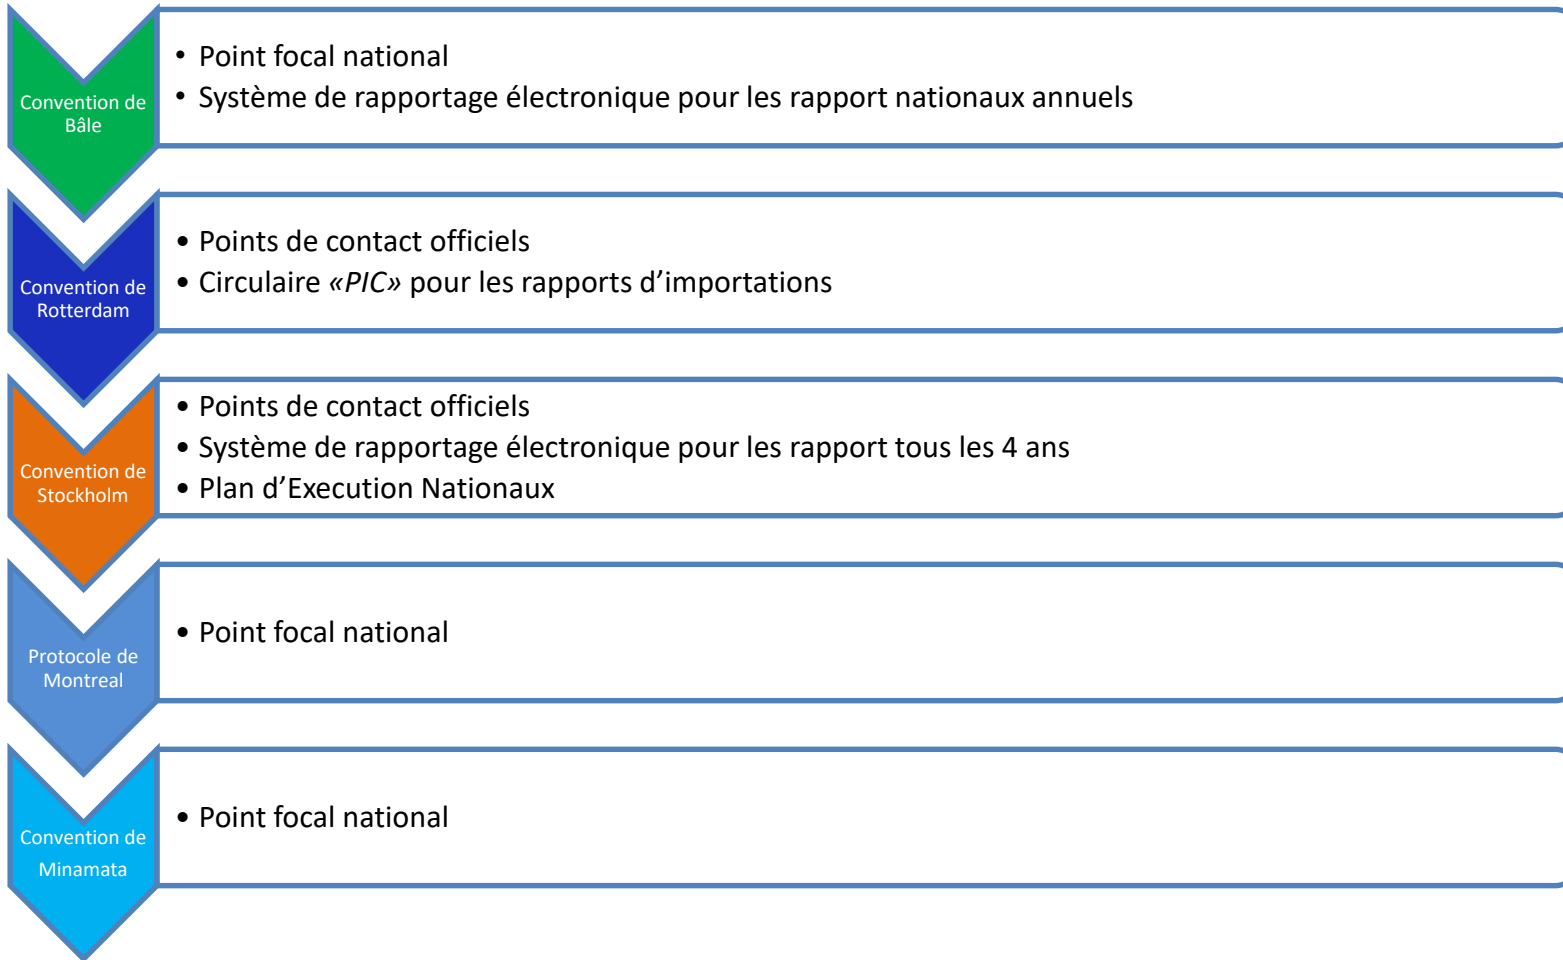 Convention de
Bâle
• Point focal national
• Système de rapportage électronique pour les rapport nationaux annuels
Convention de
Rotterdam
• Points de contact officiels
• Circulaire «PIC» pour les rapports d’importations
Convention de
Stockholm
• Points de contact officiels
• Système de rapportage électronique pour les rapport tous les 4 ans
• Plan d’Execution Nationaux
Protocole de
Montreal
• Point focal national
Convention de
Minamata
• Point focal national